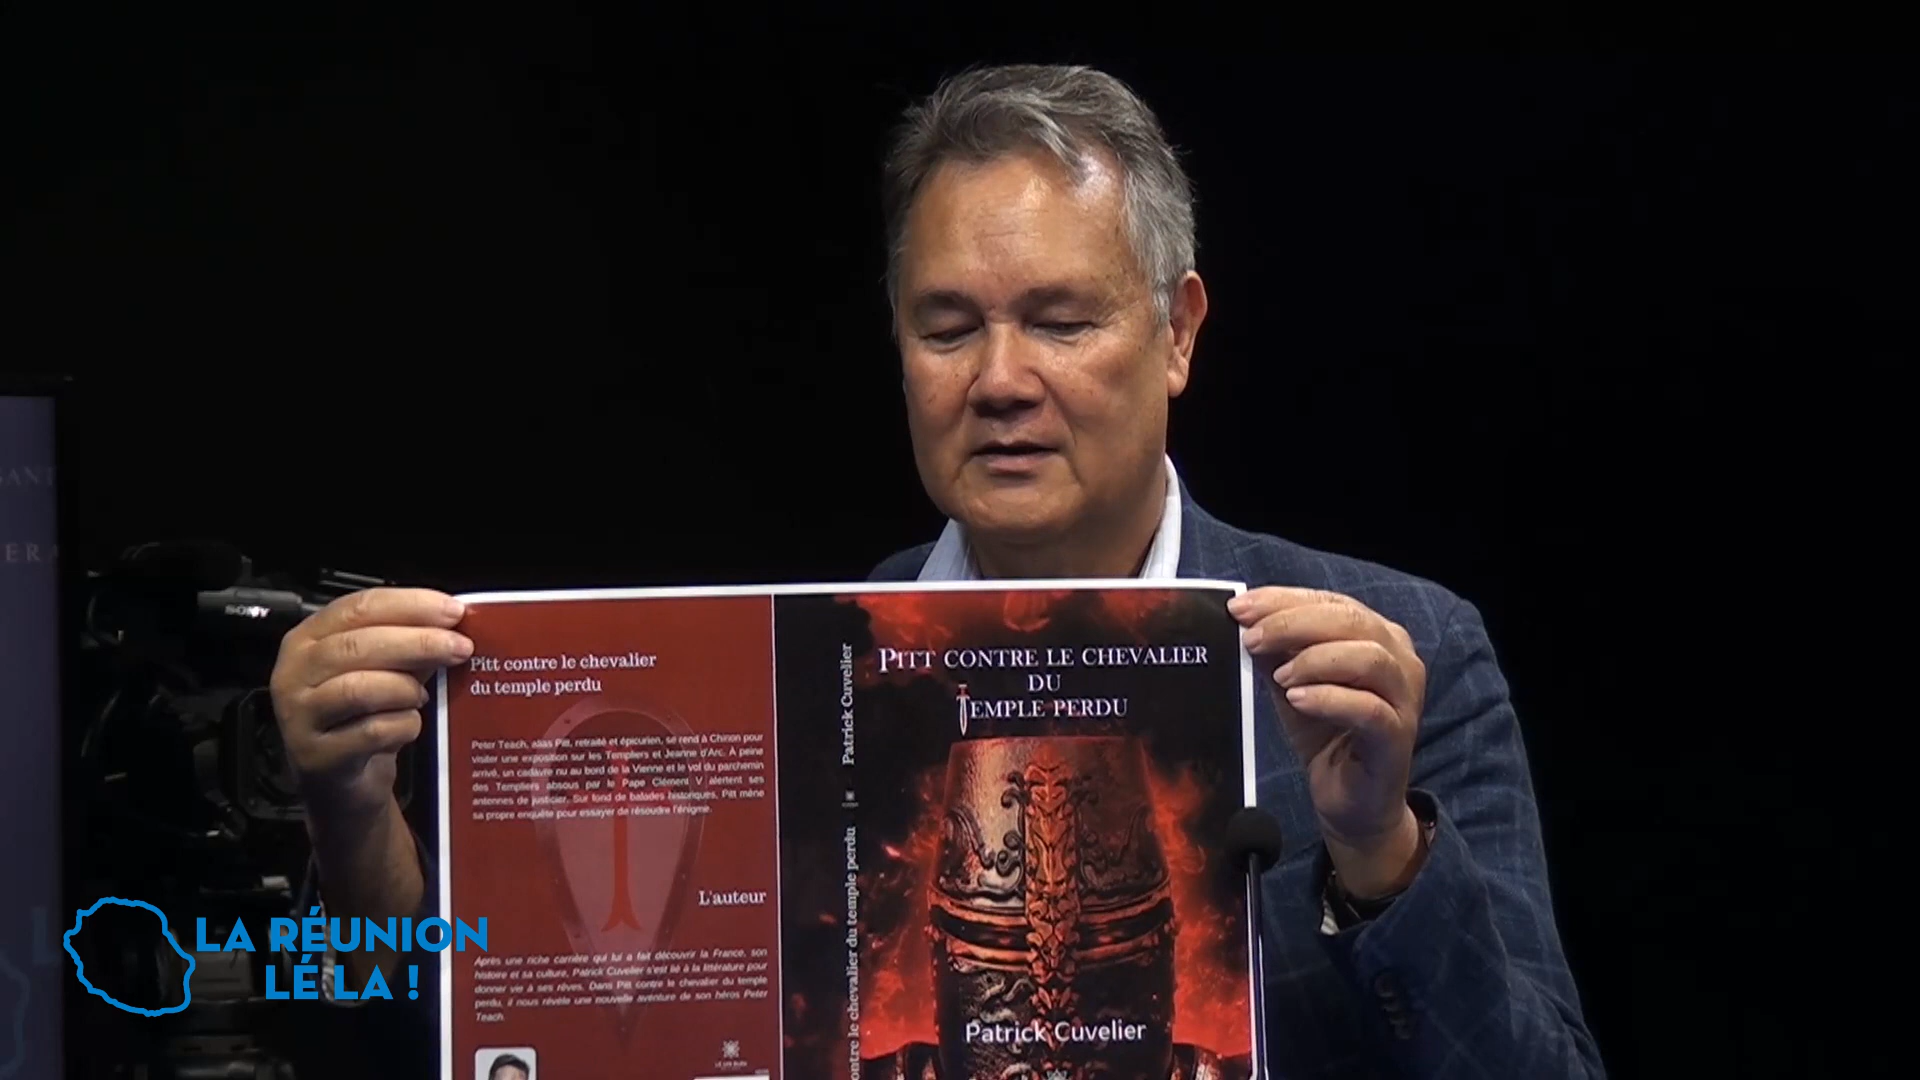 SONY
Pitt contre le chevalier
du temple perdu
Peter Teach, alias Pitt, retraité et épicurien, se rend à Chinon pour
visiter une exposition sur les Templiers et Jeanne d'Arc. À peine
arrivé, un cadavre nu au bord de la Vienne et le vol du parchemin
des Templiers absous par le Pape Clément V alertent ses
antennes de justicier. Sur fond de balades historiques, Pitt mène
sa propre enquête pour essayer de résoudre l'énigme.
L'auteur
Après une riche carrière qui lui a fait découvrir la France, son
histoire et sa culture, Patrick Cuvelier s'est lié à la littérature pour
donner vie à ses rêves. Dans Pitt contre le chevalier du temple
perdu, il nous révèle une nouvelle aventure de son héros Peter
Teach.
Patrick Cuvelier
contre le chevalier du temple perdu
PITT CONTRE LE CHEVALIER
DU
TEMPLE PERDU
Patrick Cuvelier
LA RÉUNION
LÉ LA !